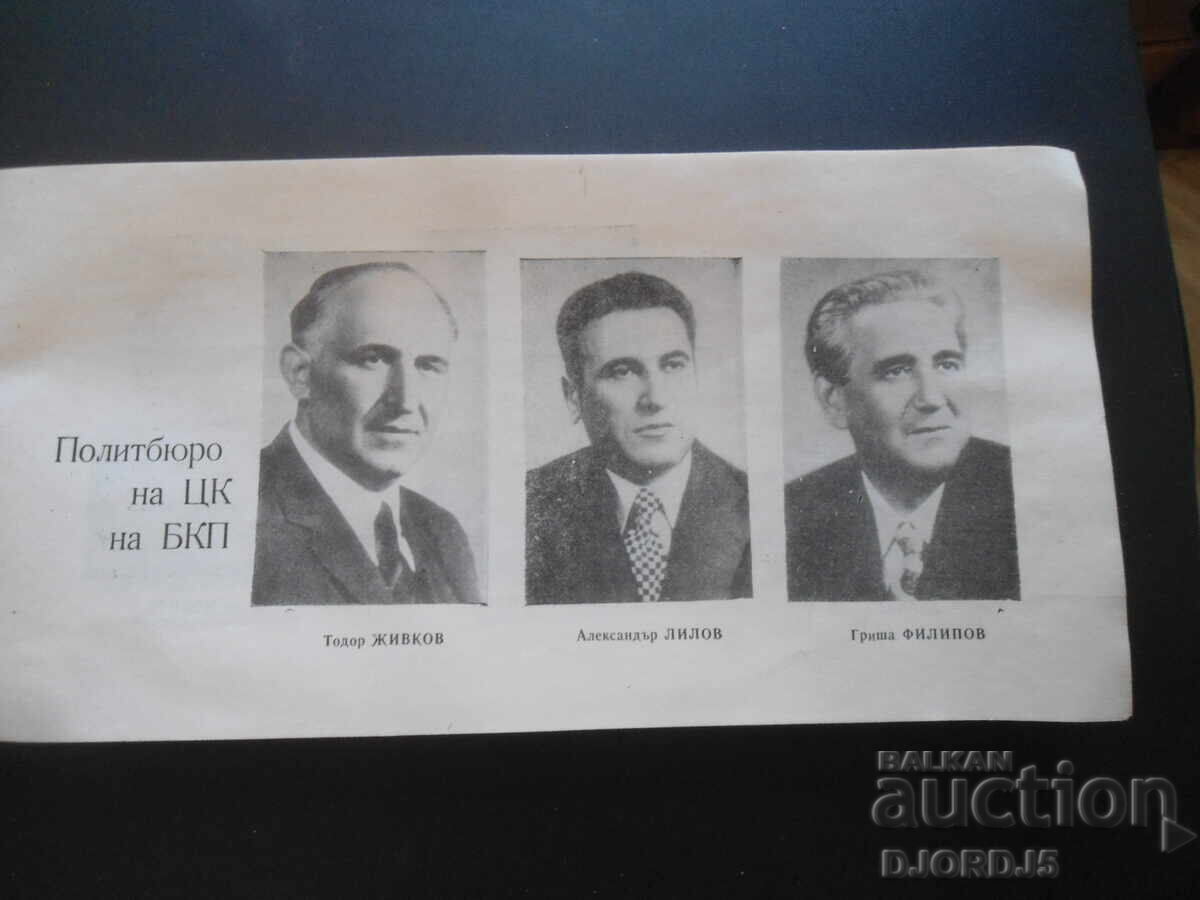 Политбюро
на ЦК
на БКП
Тодор ЖИВКОВ
Александър ЛИЛОВ
Гриша ФИЛИПОВ
BALKAN
auction
DJORDJ5